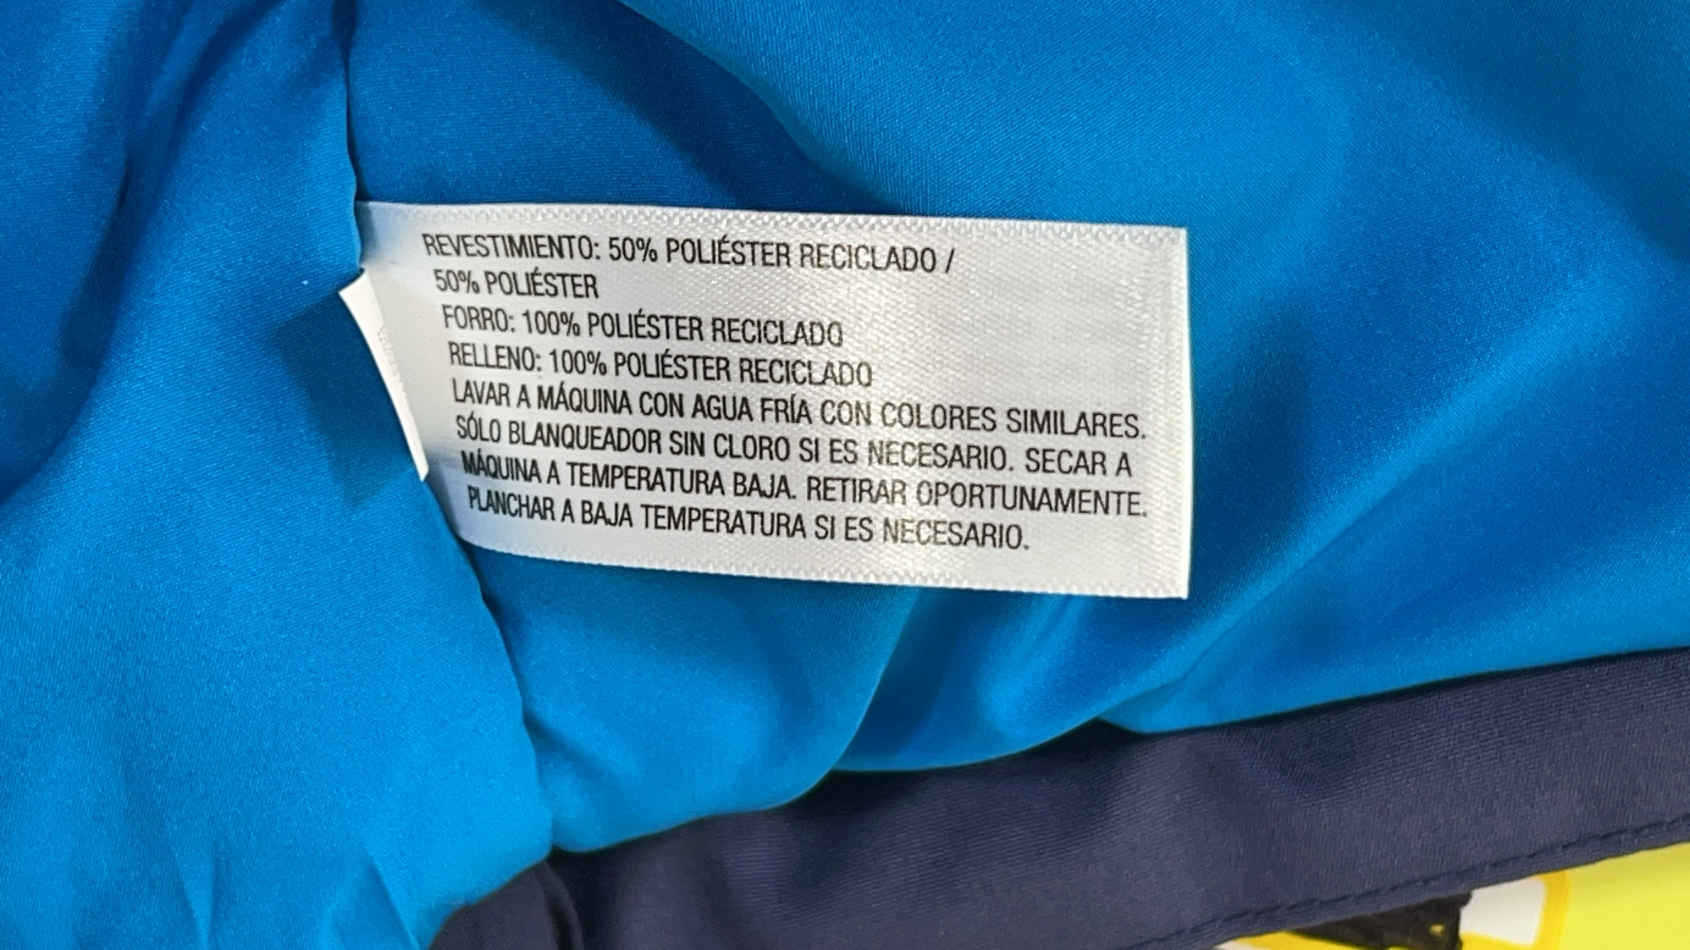 REVESTIMIENTO: 50% POLIÉSTER RECICLADO /
50% POLIÉSTER
FORRO: 100% POLIÉSTER RECICLADO
RELLENO: 100% POLIÉSTER RECICLADO
LAVAR A MÁQUINA CON AGUA FRÍA CON COLORES SIMILARES.
SÓLO BLANQUEADOR SIN CLORO SI ES NECESARIO. SECAR A
MÁQUINA A TEMPERATURA BAJA. RETIRAR OPORTUNAMENTE.
PLANCHAR A BAJA TEMPERATURA SI ES NECESARIO.